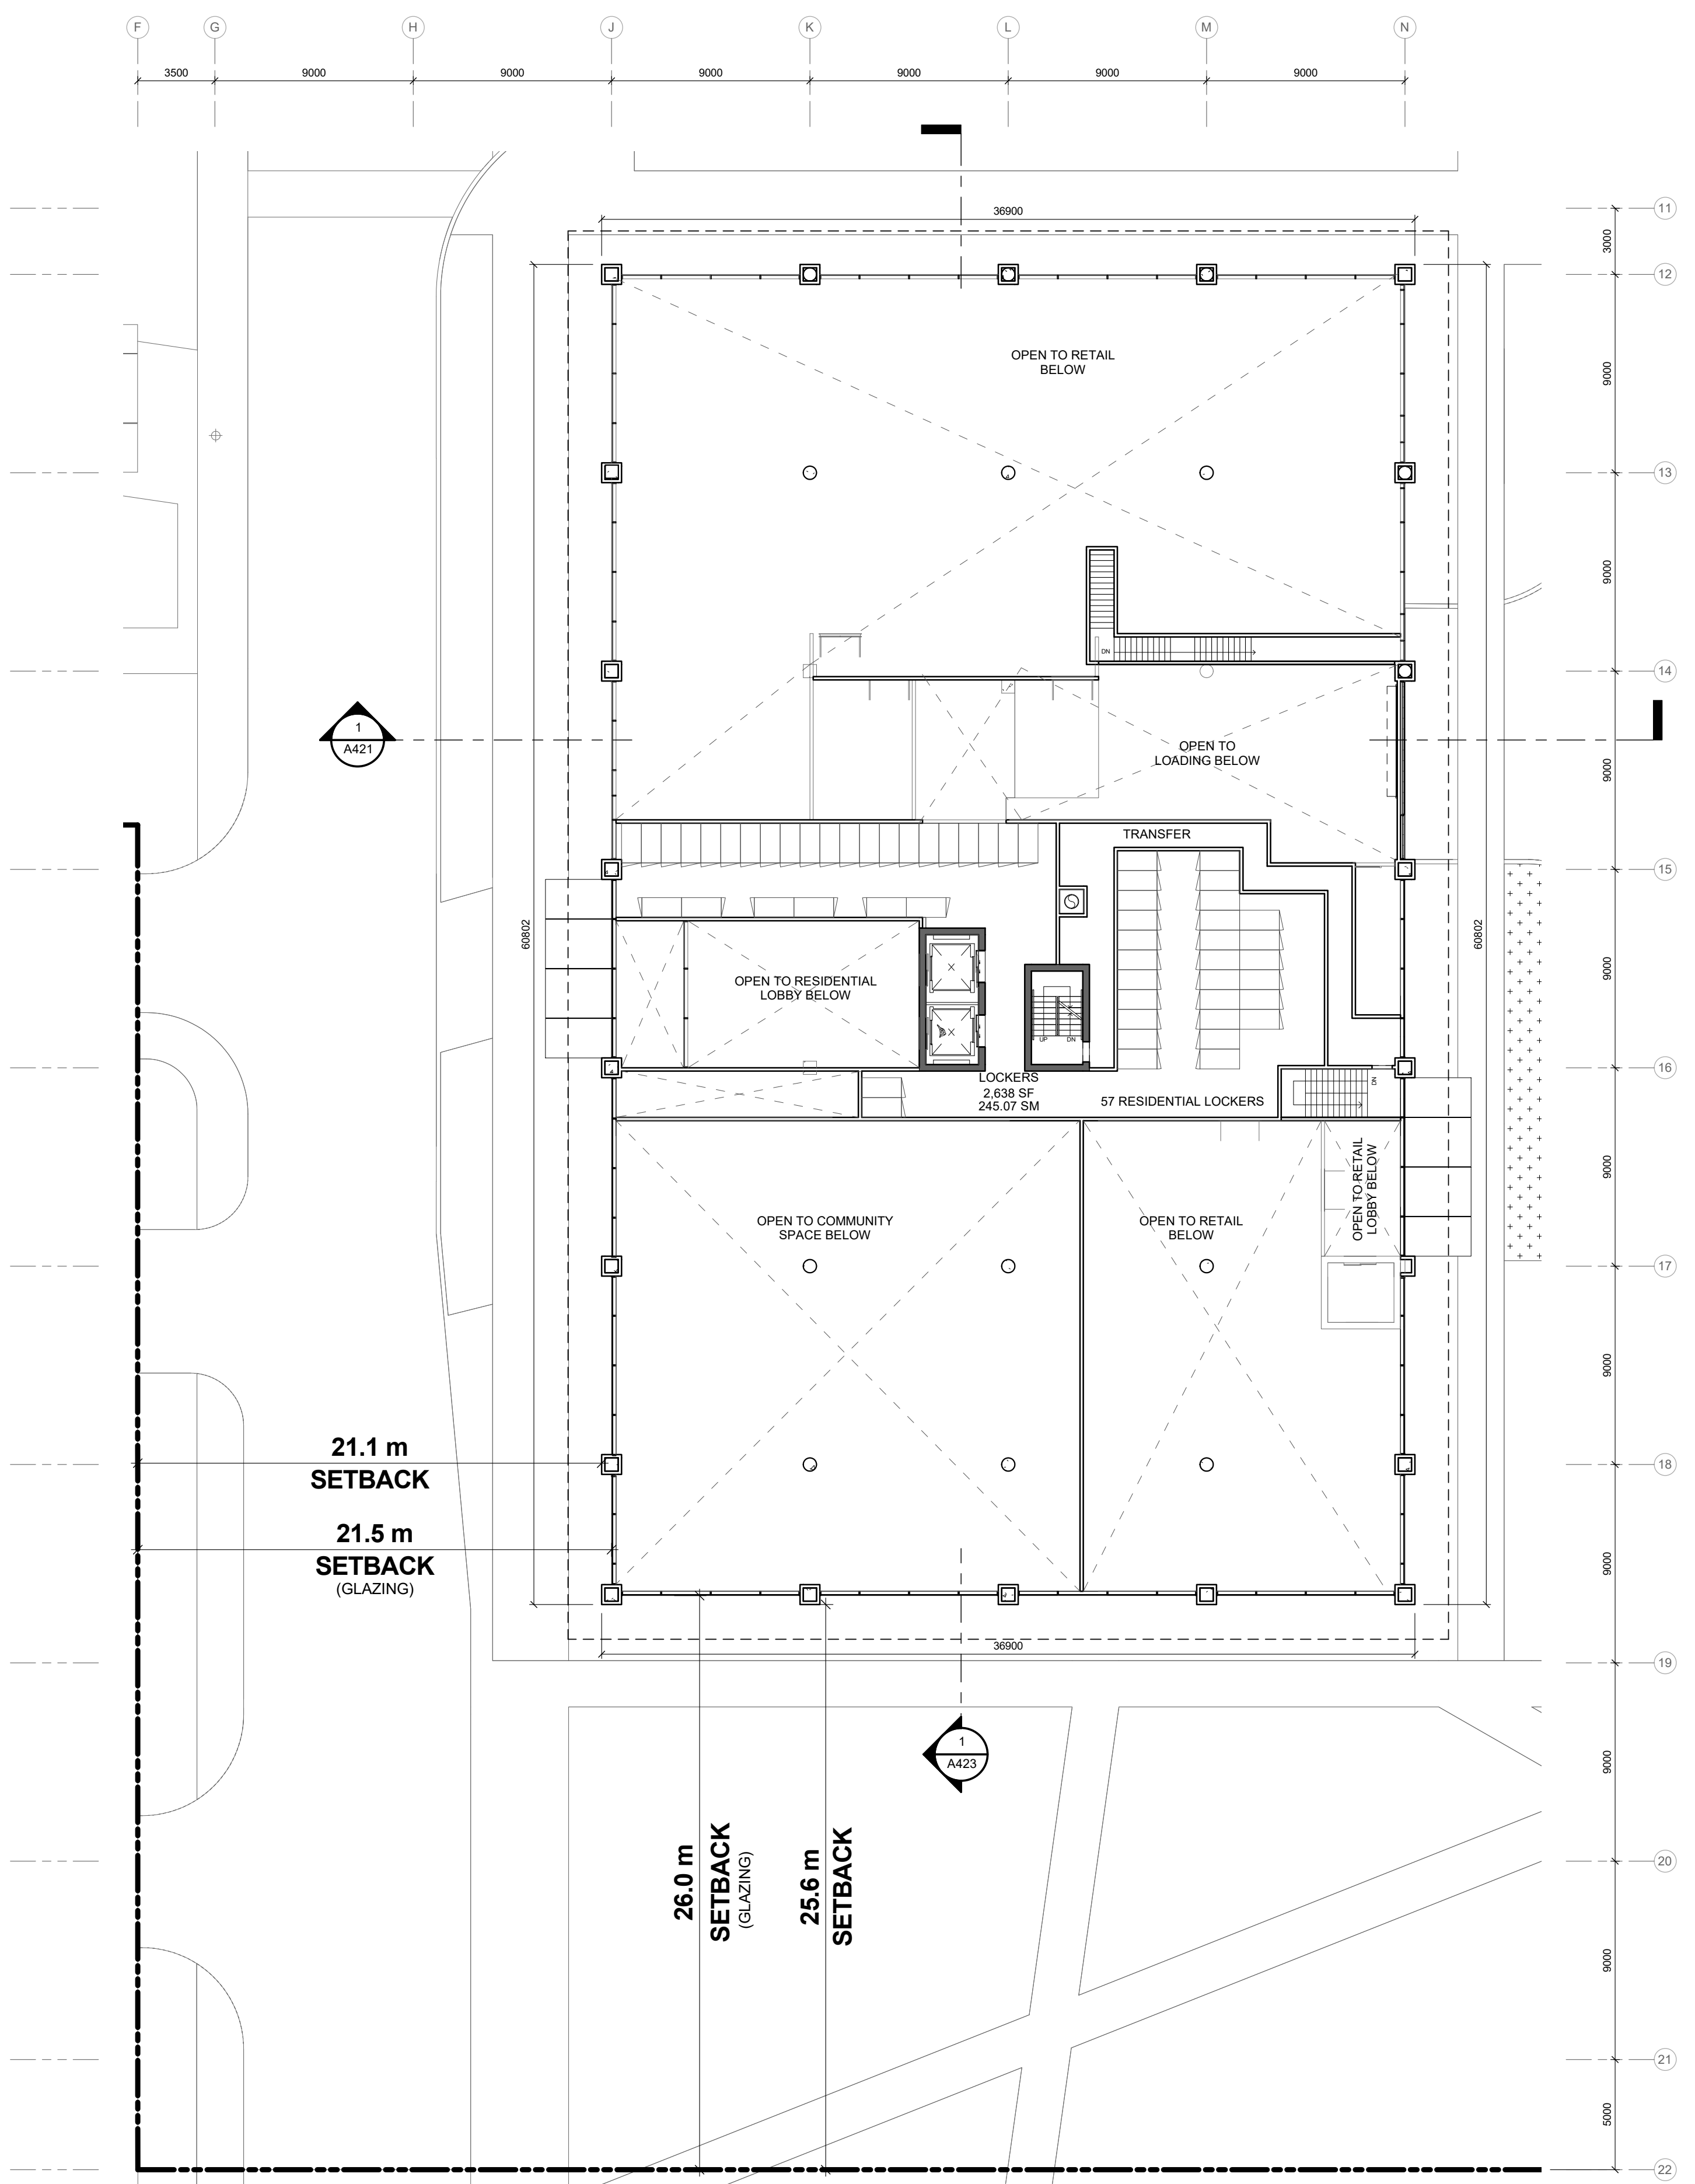 F G H J K L M N
3500 9000 9000 9000 9000 9000 9000
36900
11
3000
12
OPEN TO RETAIL
BELOW
9000
13
9000
DN
14
1
A421
OPEN TO
LOADING BELOW
9000
TRANSFER
15
60802
60802
9000
OPEN TO RESIDENTIAL
LOBBY BELOW
UP DN
16
LOCKERS
2,638 SF
245.07 SM
57 RESIDENTIAL LOCKERS
DN
9000
OPEN TO RETAIL
LOBBY BELOW
OPEN TO COMMUNITY
SPACE BELOW
OPEN TO RETAIL
BELOW
17
9000
21.1 m
SETBACK
18
21.5 m
SETBACK
(GLAZING)
9000
36900
19
1
A423
9000
26.0 m
SETBACK
(GLAZING)
25.6 m
SETBACK
20
9000
21
5000
22